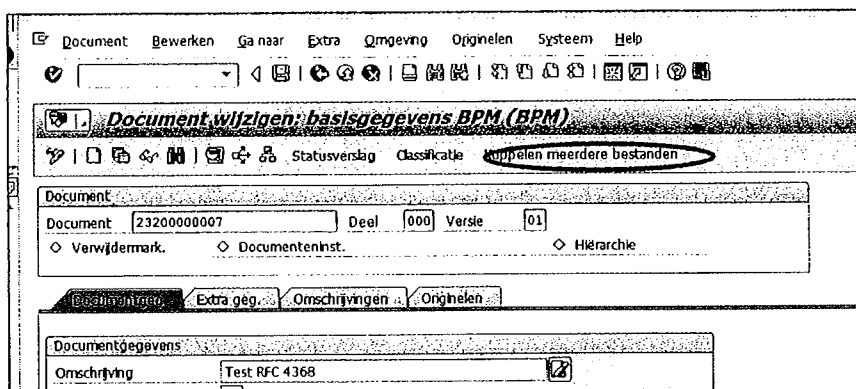 Document Bewerken Ga naar Extra Omgeving Originelen Systeem Help
Document wijzigen: basisgegevens BPM (BPM)
Statusverslag Classificatie Koppelen meerdere bestanden
Document
Document 23200000007 Deel 000 Versie 01
Verwijdermark. Documenteninst. Hiërarchie
Documentgeg. Extra geg. Omschrijvingen Originelen
Documentgegevens
Omschrijving Test RFC 4368